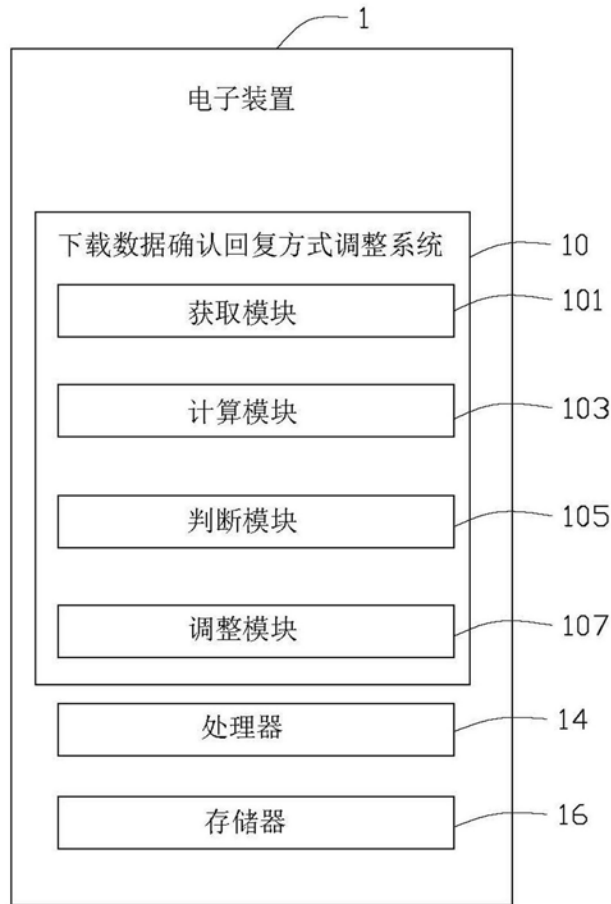 1
电子装置
下载数据确认回复方式调整系统
10
获取模块
101
计算模块
103
判断模块
105
调整模块
107
处理器
14
存储器
16